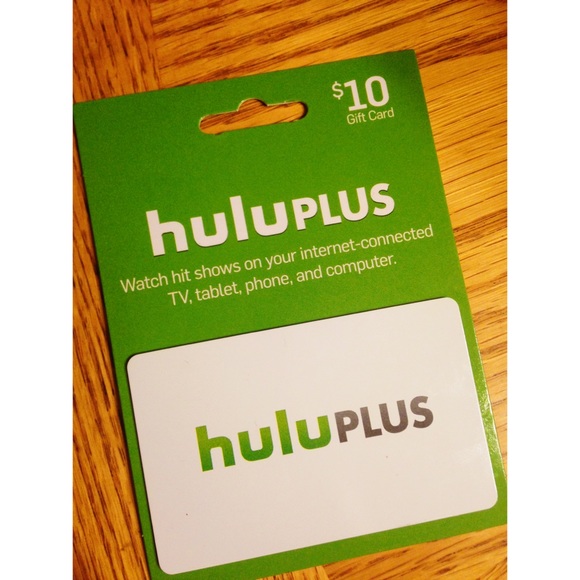 $10
Gift Card
huluPLUS
Watch hit shows on your internet-connected
TV, tablet, phone, and computer.
huluPLUS